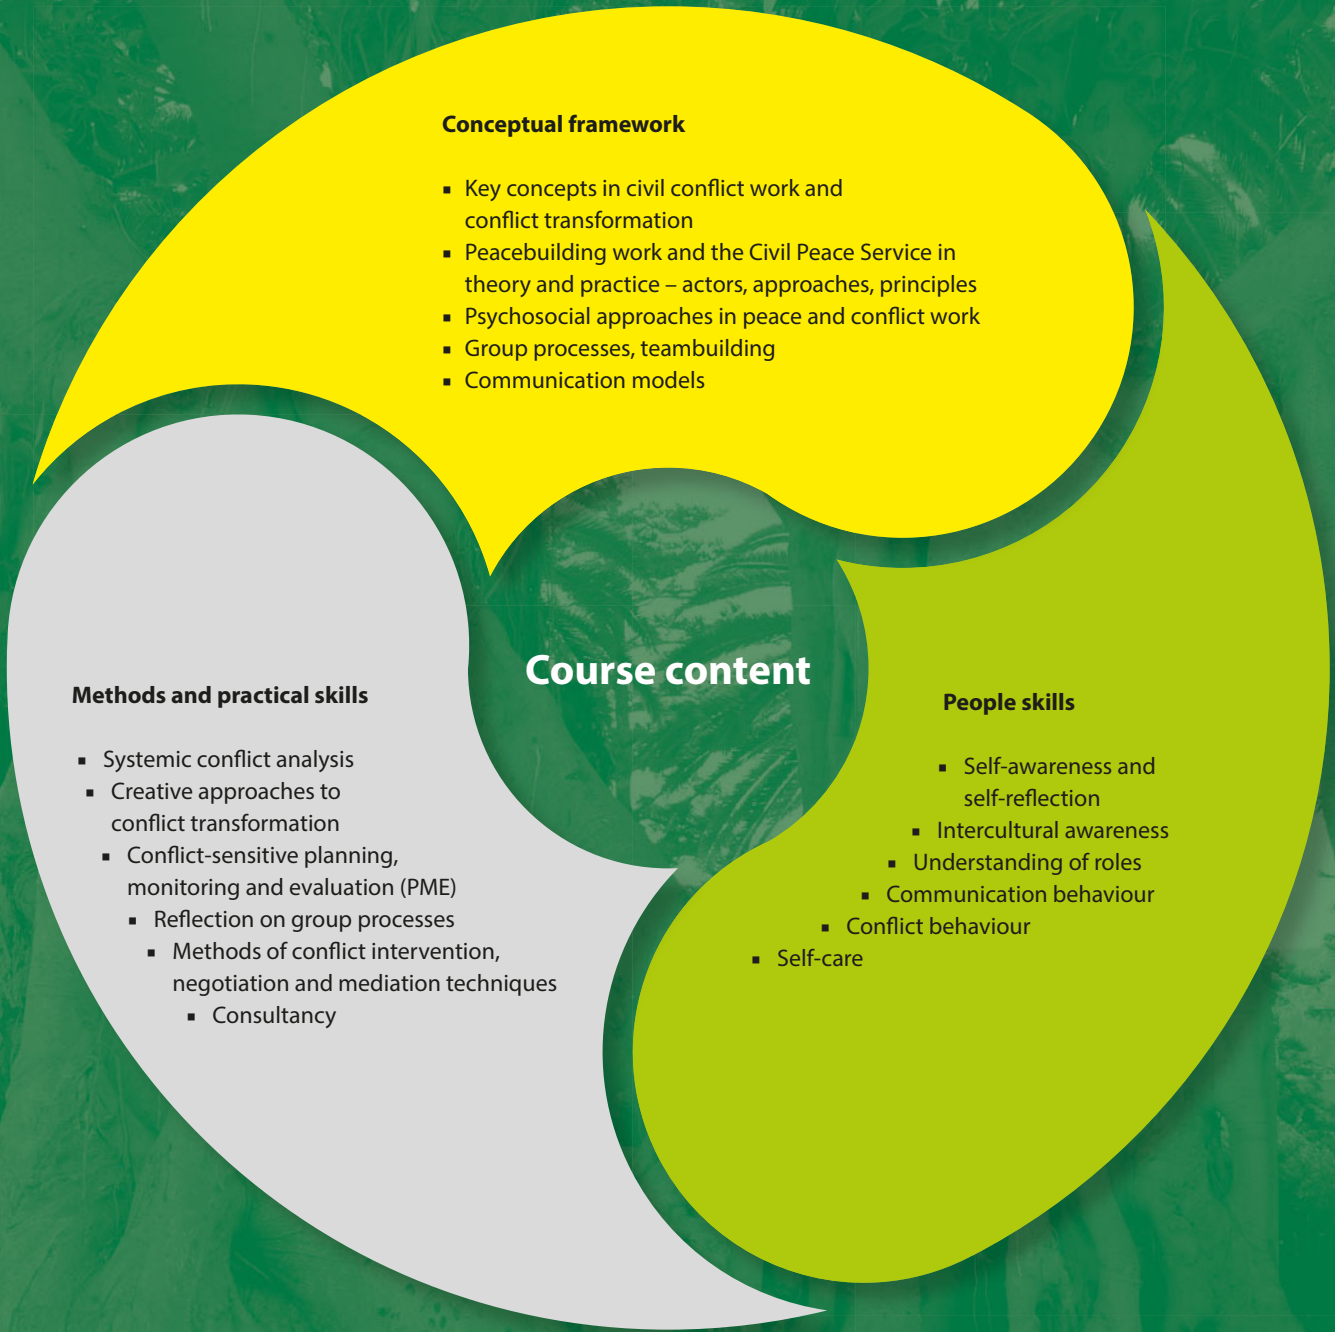 Conceptual framework
▪ Key concepts in civil conflict work and
conflict transformation
▪ Peacebuilding work and the Civil Peace Service in
theory and practice – actors, approaches, principles
▪ Psychosocial approaches in peace and conflict work
▪ Group processes, teambuilding
▪ Communication models
Course content
Methods and practical skills
▪ Systemic conflict analysis
▪ Creative approaches to
conflict transformation
▪ Conflict-sensitive planning,
monitoring and evaluation (PME)
▪ Reflection on group processes
▪ Methods of conflict intervention,
negotiation and mediation techniques
▪ Consultancy
People skills
▪ Self-awareness and
self-reflection
▪ Intercultural awareness
▪ Understanding of roles
▪ Communication behaviour
▪ Conflict behaviour
▪ Self-care